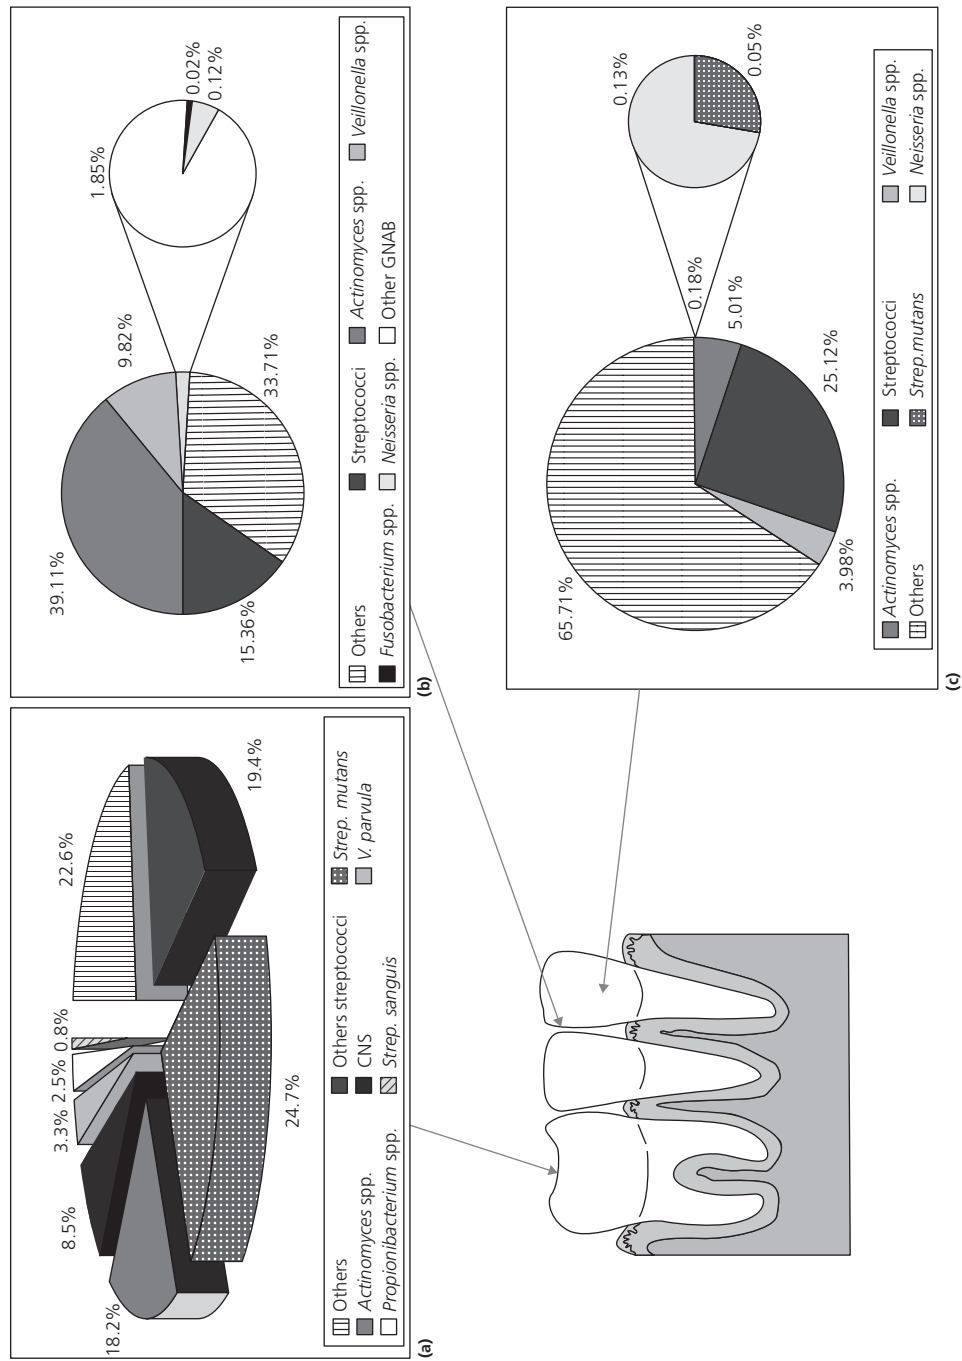 22.6%
0.8%
2.5%
3.3%
8.5%
18.2%
19.4%
24.7%
Others
Others streptococci
Strep. mutans
Actinomyces spp.
CNS
V. parvula
Propionibacterium spp.
Strep. sanguis
(a)
39.11%
9.82%
1.85%
0.02%
0.12%
15.36%
33.71%
Others
Streptococci
Actinomyces spp.
Veillonella spp.
Fusobacterium spp.
Neisseria spp.
Other GNAB
(b)
65.71%
0.18%
0.13%
0.05%
5.01%
25.12%
3.98%
Actinomyces spp.
Streptococci
Veillonella spp.
Others
Strep.mutans
Neisseria spp.
(c)